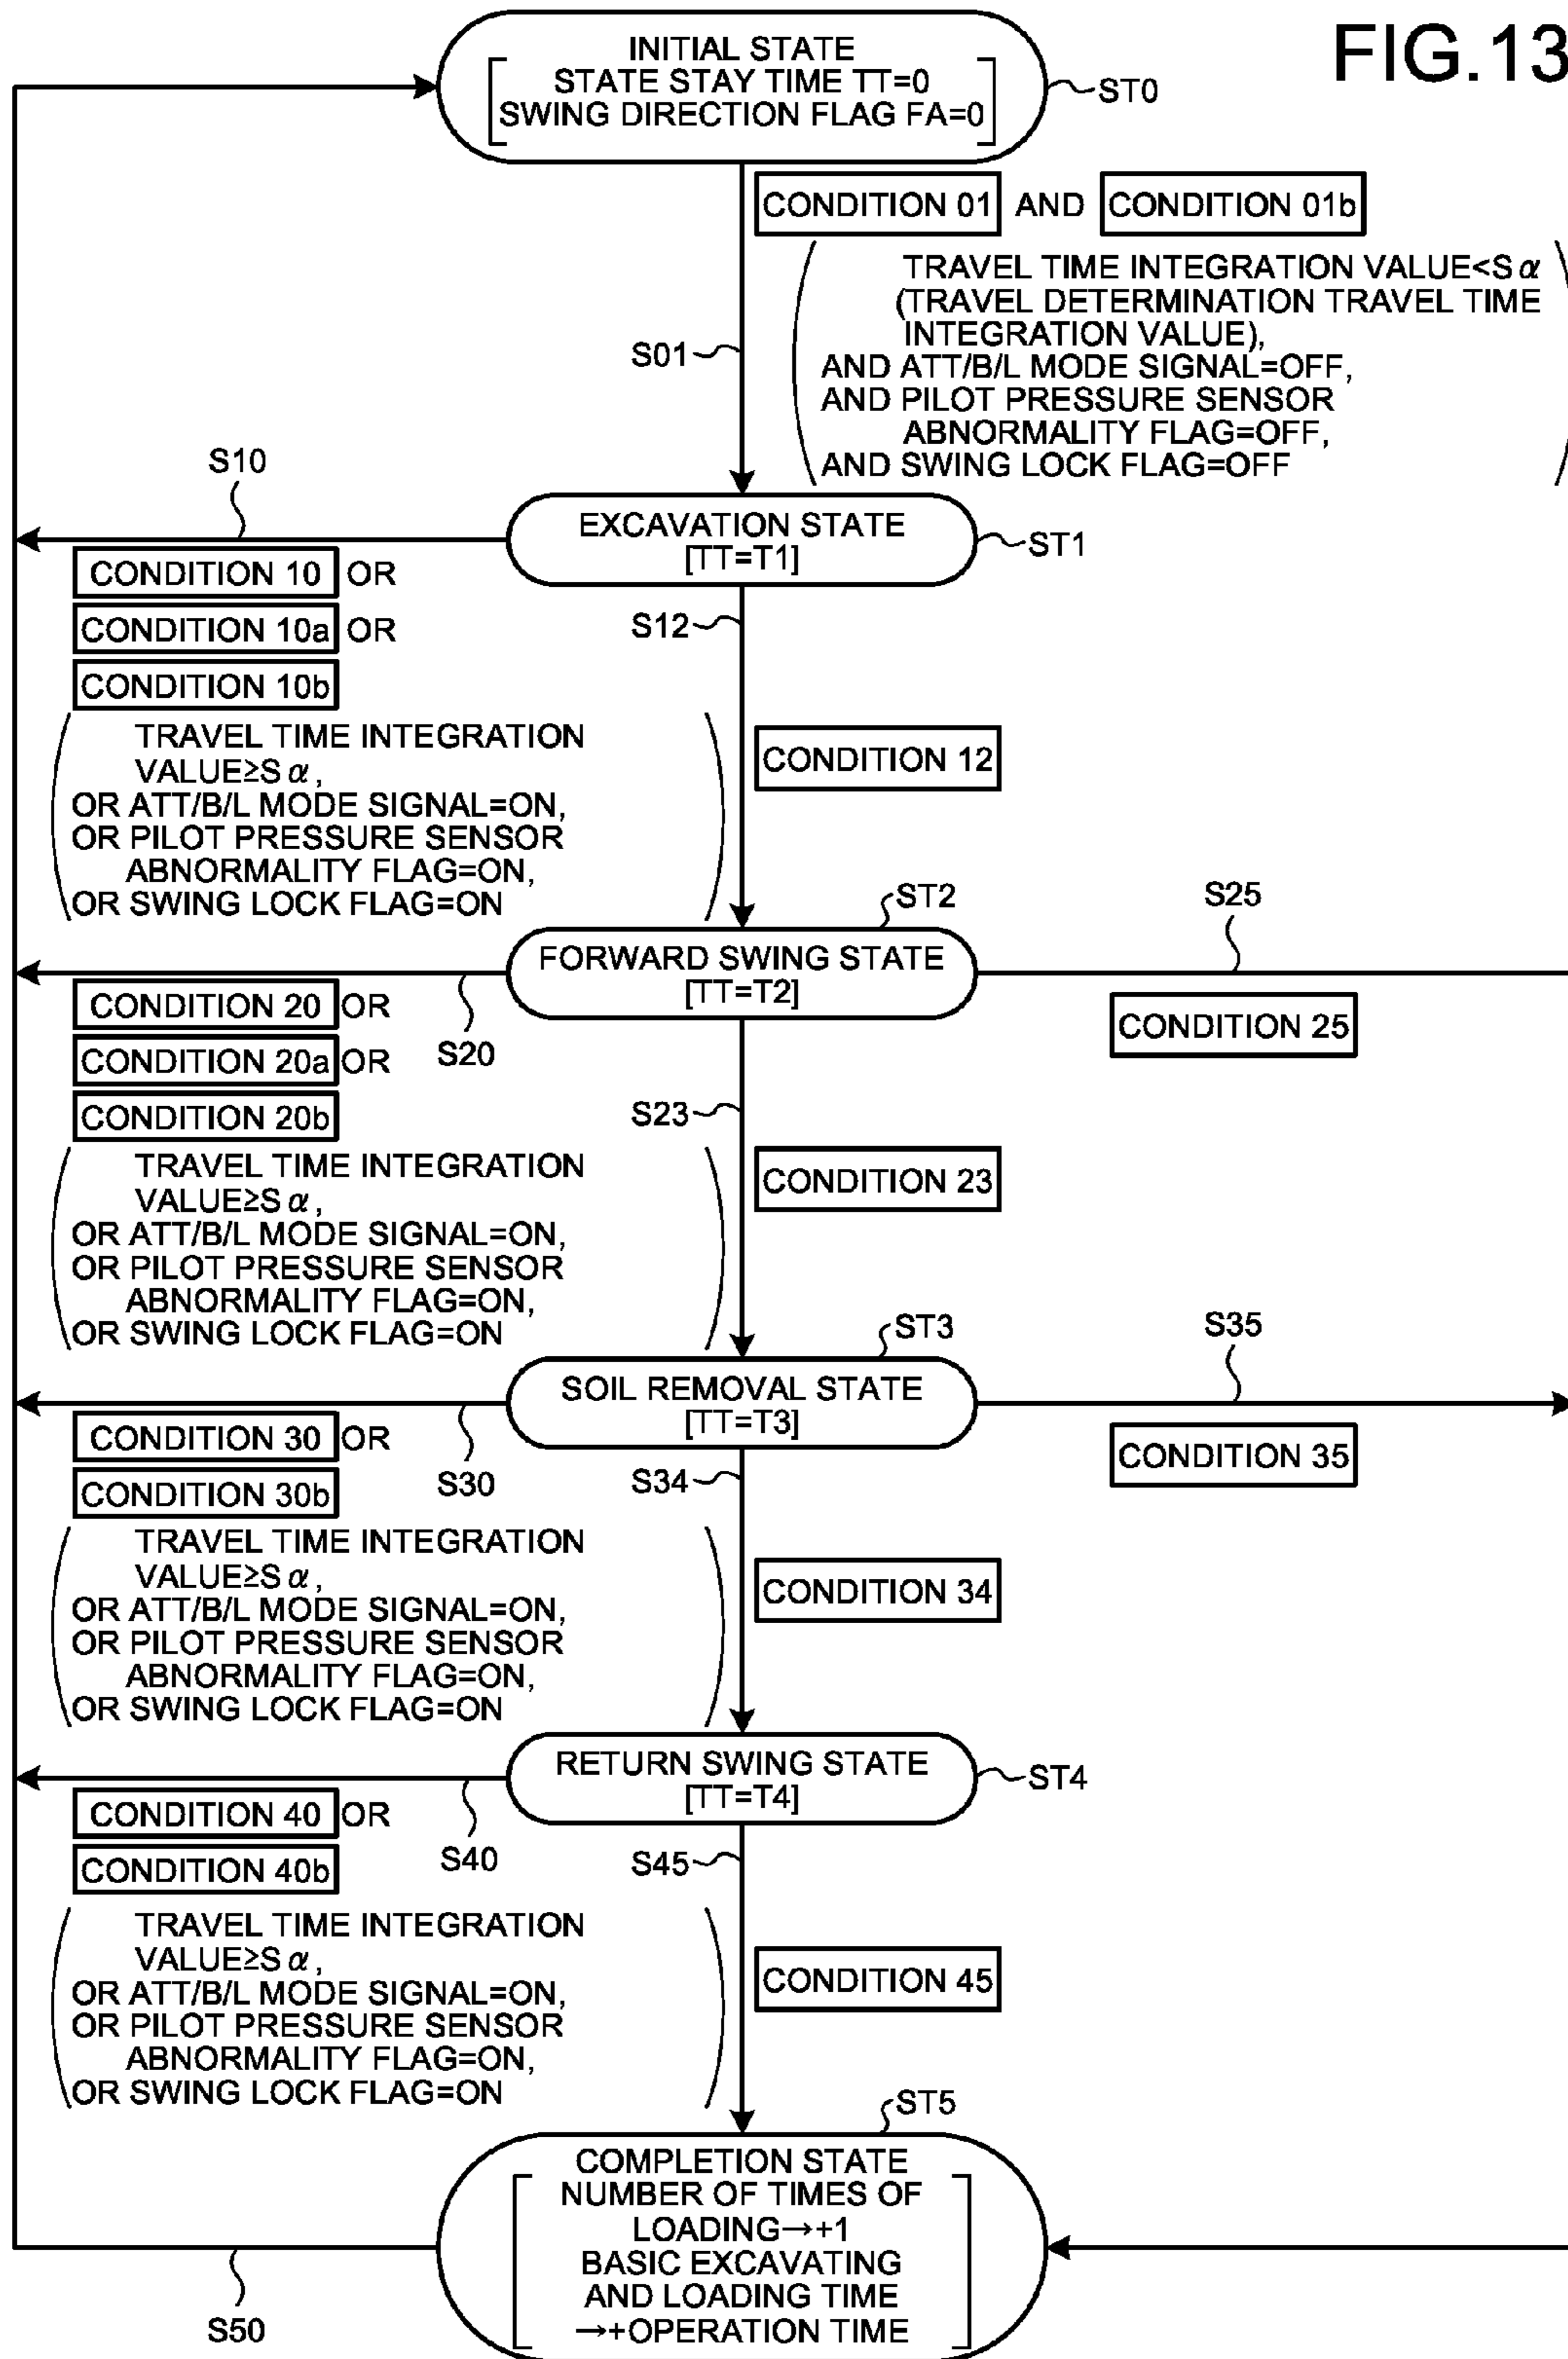 FIG.13
INITIAL STATE
STATE STAY TIME TT=0
SWING DIRECTION FLAG FA=0
ST0
CONDITION 01 AND CONDITION 01b
TRAVEL TIME INTEGRATION VALUE<Sα
(TRAVEL DETERMINATION TRAVEL TIME
INTEGRATION VALUE),
AND ATT/B/L MODE SIGNAL=OFF,
AND PILOT PRESSURE SENSOR
ABNORMALITY FLAG=OFF,
AND SWING LOCK FLAG=OFF
S01
S10
EXCAVATION STATE
[TT=T1]
ST1
CONDITION 10 OR
CONDITION 10a OR
CONDITION 10b
TRAVEL TIME INTEGRATION
VALUE≥Sα,
OR ATT/B/L MODE SIGNAL=ON,
OR PILOT PRESSURE SENSOR
ABNORMALITY FLAG=ON,
OR SWING LOCK FLAG=ON
S12
CONDITION 12
ST2
S25
FORWARD SWING STATE
[TT=T2]
CONDITION 20 OR
CONDITION 20a OR
CONDITION 20b
S20
CONDITION 25
TRAVEL TIME INTEGRATION
VALUE≥Sα,
OR ATT/B/L MODE SIGNAL=ON,
OR PILOT PRESSURE SENSOR
ABNORMALITY FLAG=ON,
OR SWING LOCK FLAG=ON
S23
CONDITION 23
ST3
S35
SOIL REMOVAL STATE
[TT=T3]
CONDITION 30 OR
CONDITION 30b
S30
S34
CONDITION 35
TRAVEL TIME INTEGRATION
VALUE≥Sα,
OR ATT/B/L MODE SIGNAL=ON,
OR PILOT PRESSURE SENSOR
ABNORMALITY FLAG=ON,
OR SWING LOCK FLAG=ON
CONDITION 34
RETURN SWING STATE
[TT=T4]
ST4
CONDITION 40 OR
CONDITION 40b
S40
S45
TRAVEL TIME INTEGRATION
VALUE≥Sα,
OR ATT/B/L MODE SIGNAL=ON,
OR PILOT PRESSURE SENSOR
ABNORMALITY FLAG=ON,
OR SWING LOCK FLAG=ON
CONDITION 45
ST5
COMPLETION STATE
NUMBER OF TIMES OF
LOADING→+1
BASIC EXCAVATING
AND LOADING TIME
→+OPERATION TIME
S50